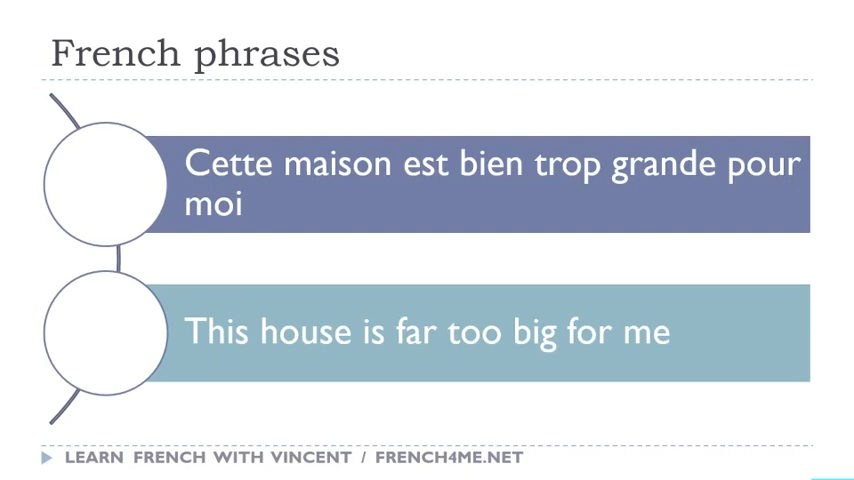 French phrases
Cette maison est bien trop grande pour
moi
This house is far too big for me
LEARN FRENCH WITH VINCENT / FRENCH4ME.NET